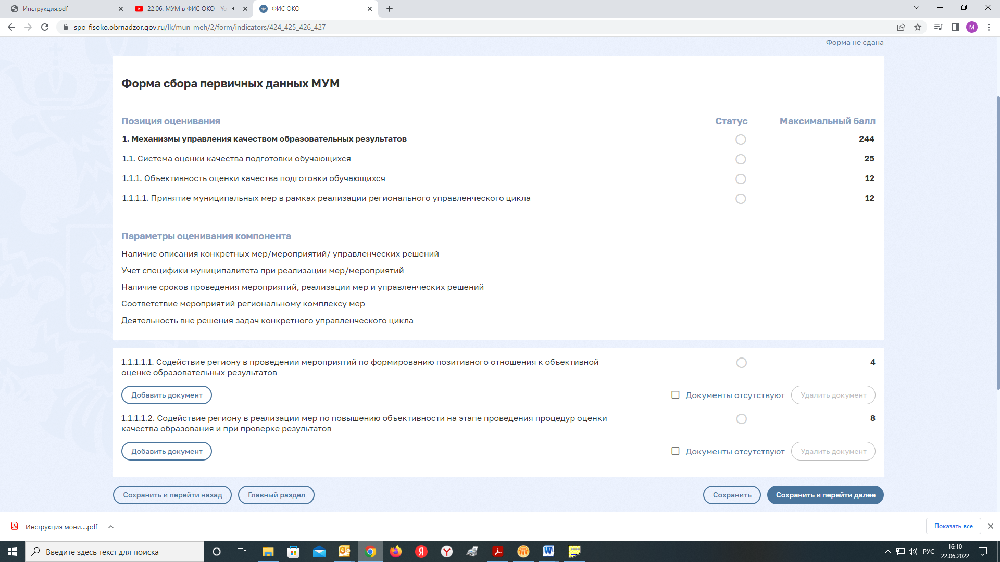 Инструкция.pdf
22.06. МУМ в ФИС ОКО - Yo
ФИС ОКО
spo-fisoko.obrnadzor.gov.ru/lk/mun-meh/2/form/indicators/424_425_426_427
M
Форма не сдана
Форма сбора первичных данных МУМ
Позиция оценивания Статус Максимальный балл
1. Механизмы управления качеством образовательных результатов 244
1.1. Система оценки качества подготовки обучающихся 25
1.1.1. Объективность оценки качества подготовки обучающихся 12
1.1.1.1. Принятие муниципальных мер в рамках реализации регионального управленческого цикла 12
Параметры оценивания компонента
Наличие описания конкретных мер/мероприятий/ управленческих решений
Учет специфики муниципалитета при реализации мер/мероприятий
Наличие сроков проведения мероприятий, реализации мер и управленческих решений
Соответствие мероприятий региональному комплексу мер
Деятельность вне решения задач конкретного управленческого цикла
1.1.1.1.1. Содействие региону в проведении мероприятий по формированию позитивного отношения к объективной 4
оценке образовательных результатов
Добавить документ Документы отсутствуют Удалить документ
1.1.1.1.2. Содействие региону в реализации мер по повышению объективности на этапе проведения процедур оценки 8
качества образования и при проверке результатов
Добавить документ Документы отсутствуют Удалить документ
Сохранить и перейти назад Главный раздел Сохранить Сохранить и перейти далее
Инструкция мони....pdf Показать все
Введите здесь текст для поиска
РУС
16:10
22.06.2022